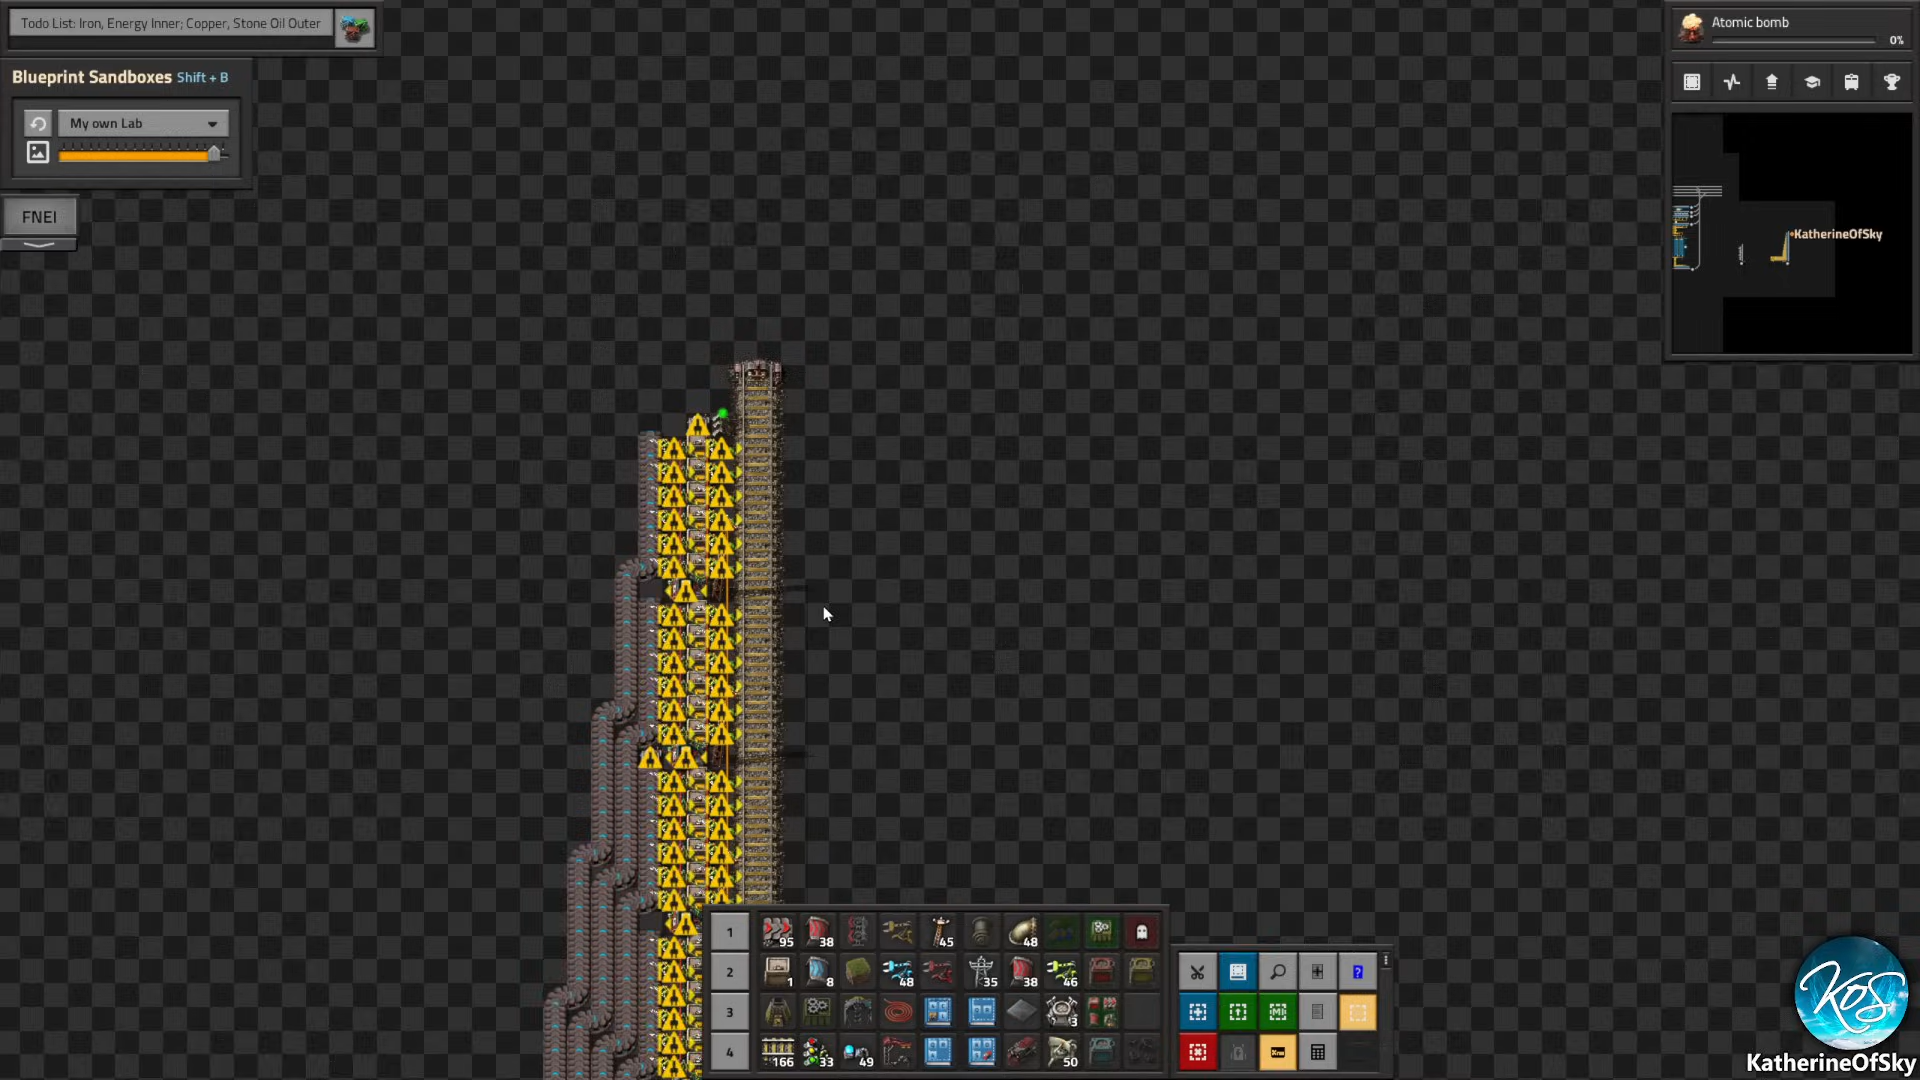 Todo List: Iron, Energy Inner; Copper, Stone Oil Outer
Atomic bomb
0%
Blueprint Sandboxes Shift + B
My own Lab
FNEI
KatherineOfSky
1 95 38 45 48
2 1 8 48 35 38 46
3 3
4 166 33 49 50
?
KOS
KatherineOfSky